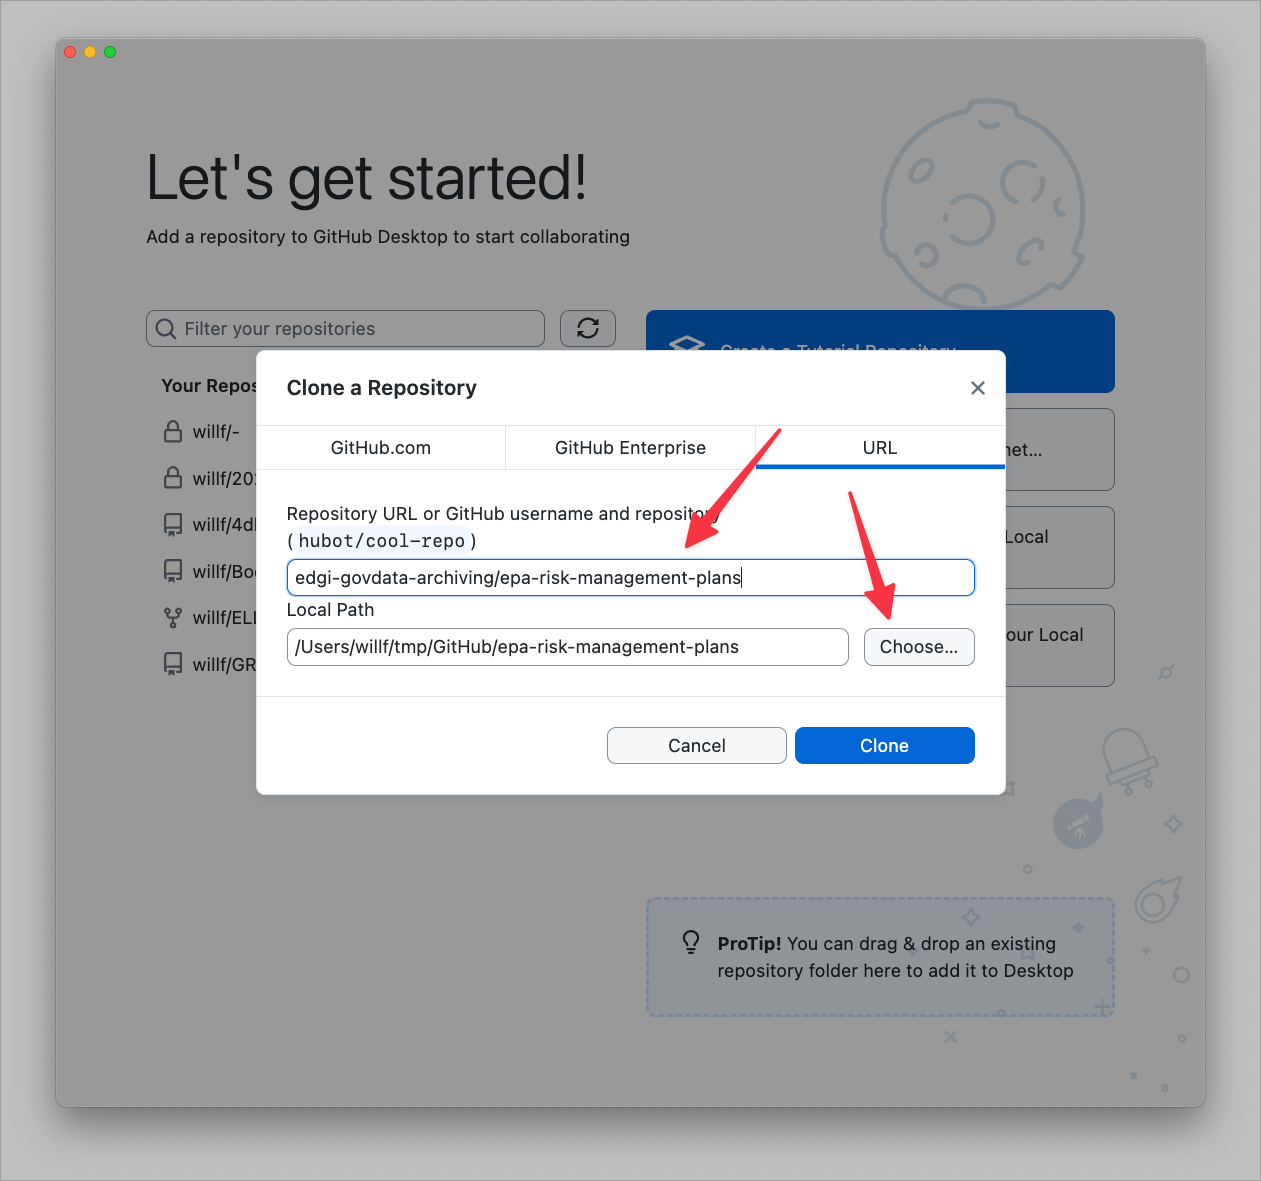 Let's get started!
Add a repository to GitHub Desktop to start collaborating
Filter your repositories
Create a Tutorial Repository
Your Repos
willf/-
willf/20
willf/4d
willf/Bo
willf/EL
willf/GR
net...
Local
our Local
Clone a Repository
GitHub.com
GitHub Enterprise
URL
Repository URL or GitHub username and repository
(hubot/cool-repo)
edgi-govdata-archiving/epa-risk-management-plans
Local Path
/Users/willf/tmp/GitHub/epa-risk-management-plans
Choose...
Cancel
Clone
ProTip! You can drag & drop an existing
repository folder here to add it to Desktop